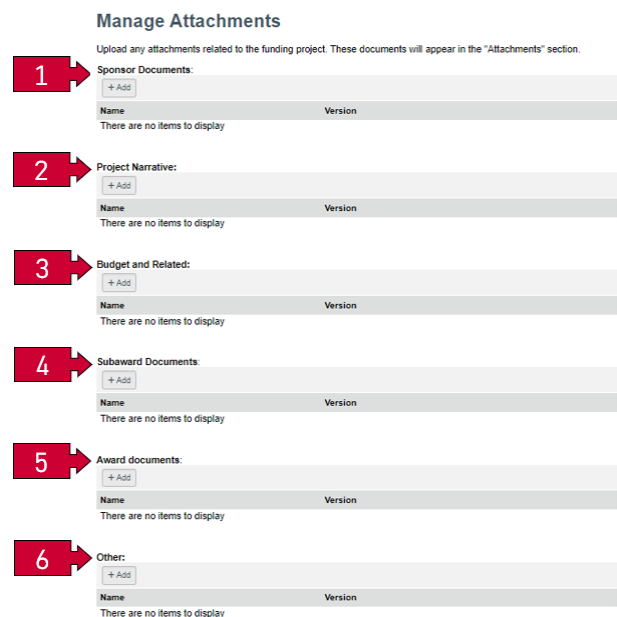 Manage Attachments
Upload any attachments related to the funding project. These documents will appear in the "Attachments" section.
1
Sponsor Documents:
+ Add
Name Version
There are no items to display
2
Project Narrative:
+ Add
Name Version
There are no items to display
3
Budget and Related:
+ Add
Name Version
There are no items to display
4
Subaward Documents:
+ Add
Name Version
There are no items to display
5
Award documents:
+ Add
Name Version
There are no items to display
6
Other:
+ Add
Name Version
There are no items to display